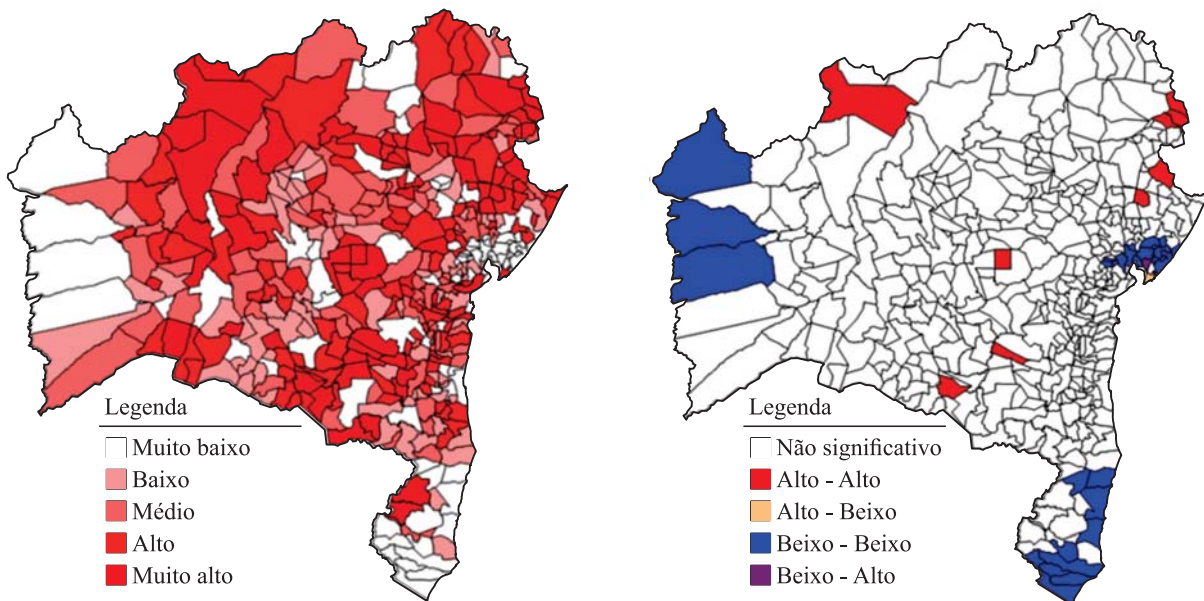 Legenda
Muito baixo
Baixo
Médio
Alto
Muito alto
Legenda
Não significativo
Alto - Alto
Alto - Beixo
Beixo - Beixo
Beixo - Alto